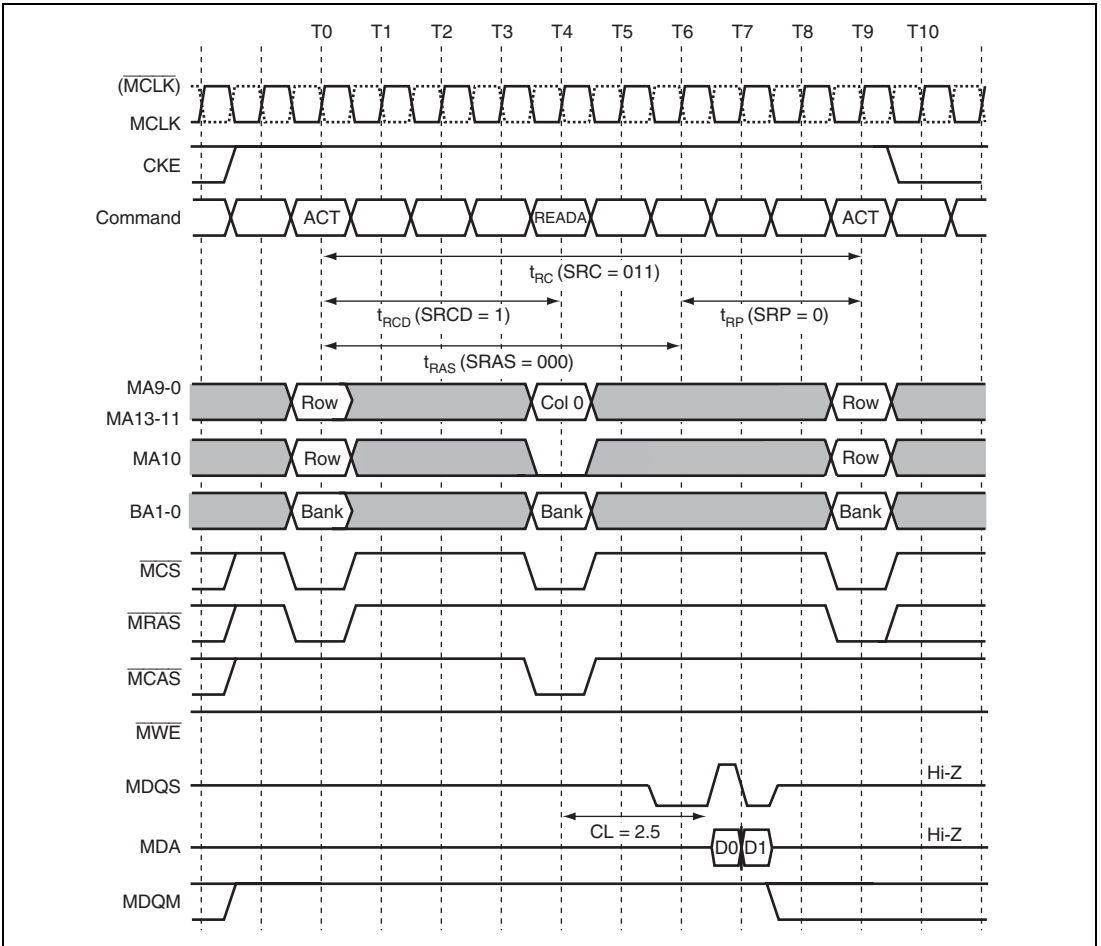 T0 T1 T2 T3 T4 T5 T6 T7 T8 T9 T10
(MCLK)
MCLK
CKE
Command ACT READA ACT
tRC (SRC = 011)
tRCD (SRCD = 1) tRP (SRP = 0)
tRAS (SRAS = 000)
MA9-0
MA13-11
Row Col 0 Row
MA10 Row Row
BA1-0 Bank Bank Bank
MCS
MRAS
MCAS
MWE
MDQS Hi-Z
CL = 2.5
MDA D0 D1 Hi-Z
MDQM